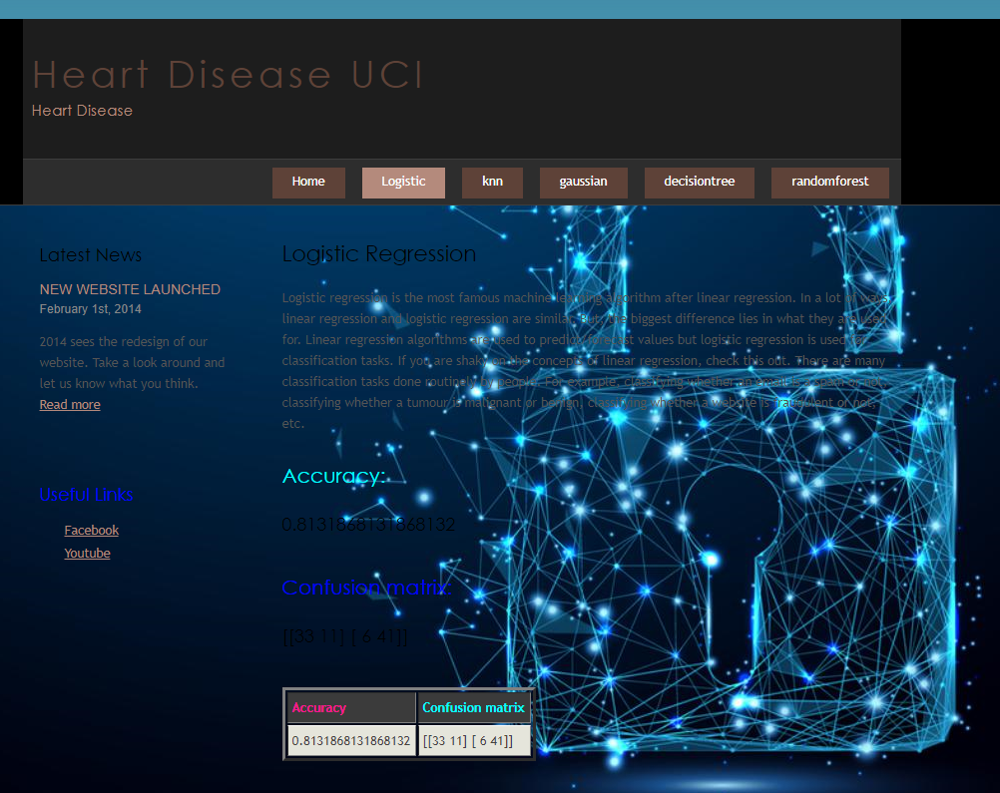 Heart Disease UCI
Heart Disease
Home Logistic knn gaussian decisiontree randomforest
Latest News
NEW WEBSITE LAUNCHED
February 1st, 2014
2014 sees the redesign of our
website. Take a look around and
let us know what you think.
Read more
Useful Links
Facebook
Youtube
Logistic Regression
Logistic regression is the most famous machine learning algorithm after linear regression. In a lot of ways,
linear regression and logistic regression are similar. But, the biggest difference lies in what they are used
for. Linear regression algorithms are used to predict/forecast values but logistic regression is used for
classification tasks. If you are shaky on the concepts of linear regression, check this out. There are many
classification tasks done routinely by people. For example, classifying whether an email is a spam or not,
classifying whether a tumour is malignant or benign, classifying whether a website is fraudulent or not,
etc.
Accuracy:
0.8131868131868132
Confusion matrix:
[[33 11] [ 6 41]]
Accuracy Confusion matrix
0.8131868131868132 [[33 11] [ 6 41]]